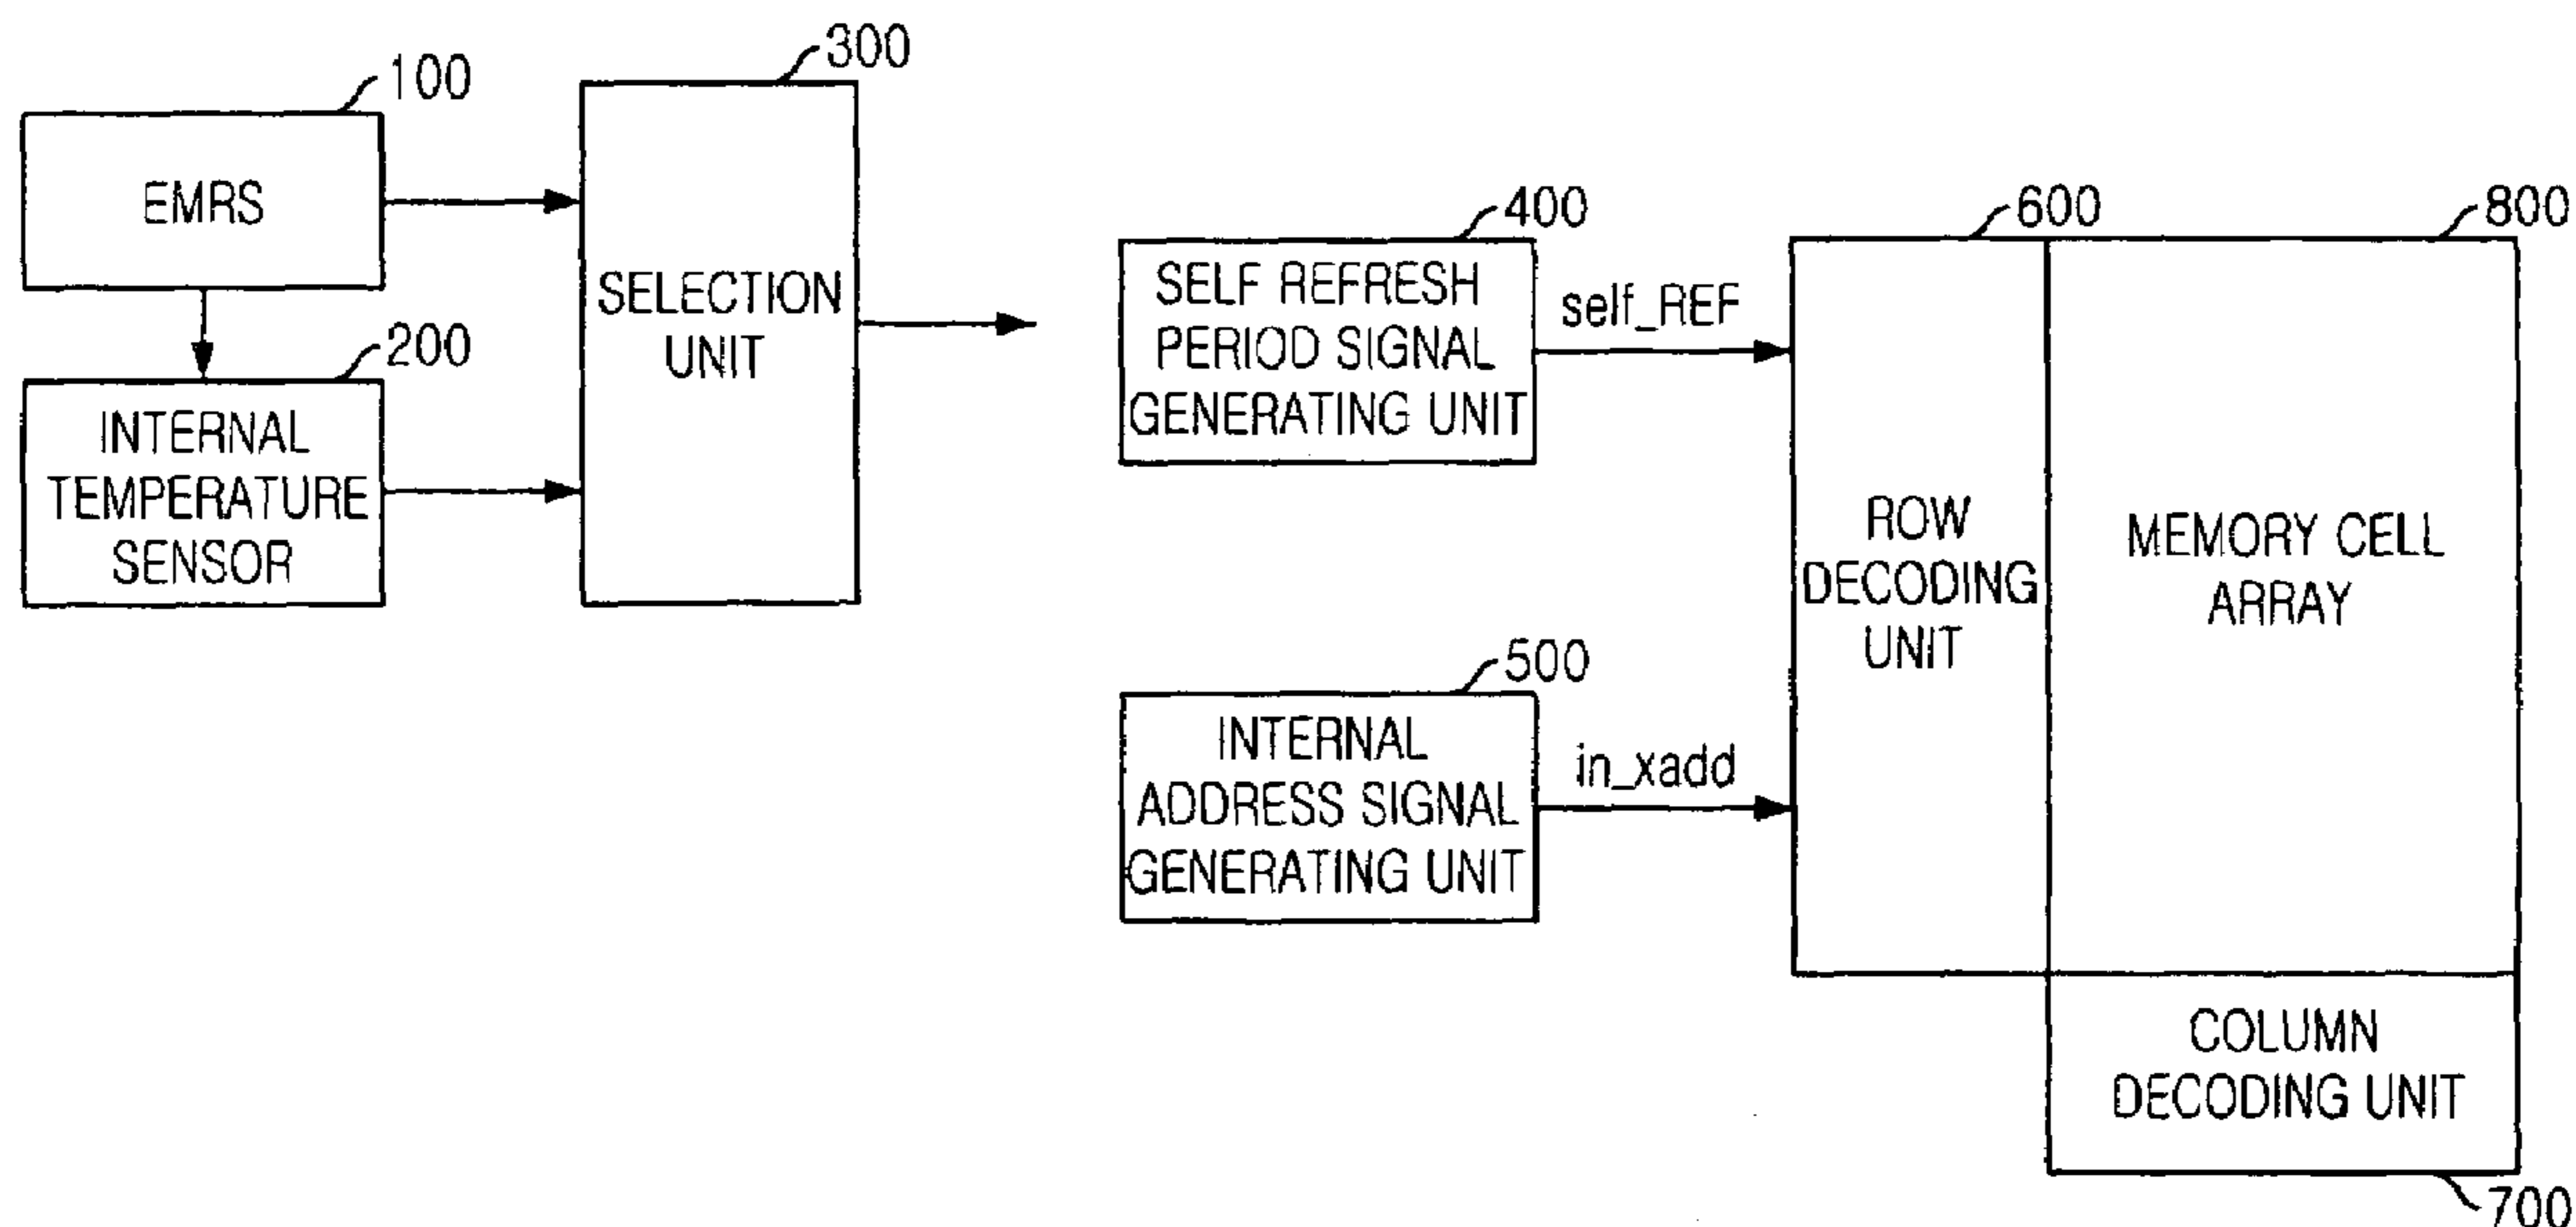 100
EMRS
200
INTERNAL
TEMPERATURE
SENSOR
300
SELECTION
UNIT
400
SELF REFRESH
PERIOD SIGNAL
GENERATING UNIT
self_REF
500
INTERNAL
ADDRESS SIGNAL
GENERATING UNIT
in_xadd
600
ROW
DECODING
UNIT
800
MEMORY CELL
ARRAY
COLUMN
DECODING UNIT
700